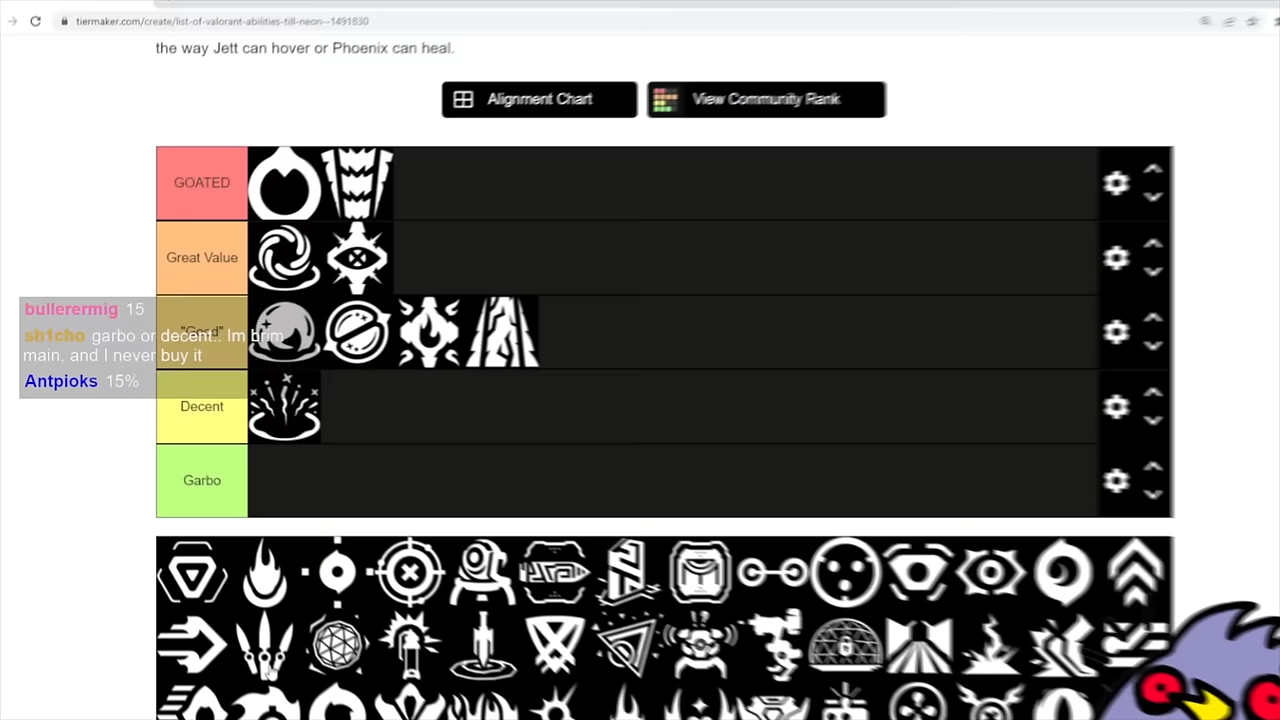 tiermaker.com/create/list-of-valorant-abilities-till-neon--1491830
the way Jett can hover or Phoenix can heal.
Alignment Chart
View Community Rank
GOATED
Great Value
bullerermig 15
"Good"
sh1cho garbo or decent.. Im brim
main, and I never buy it
Antpioks 15%
Decent
Garbo